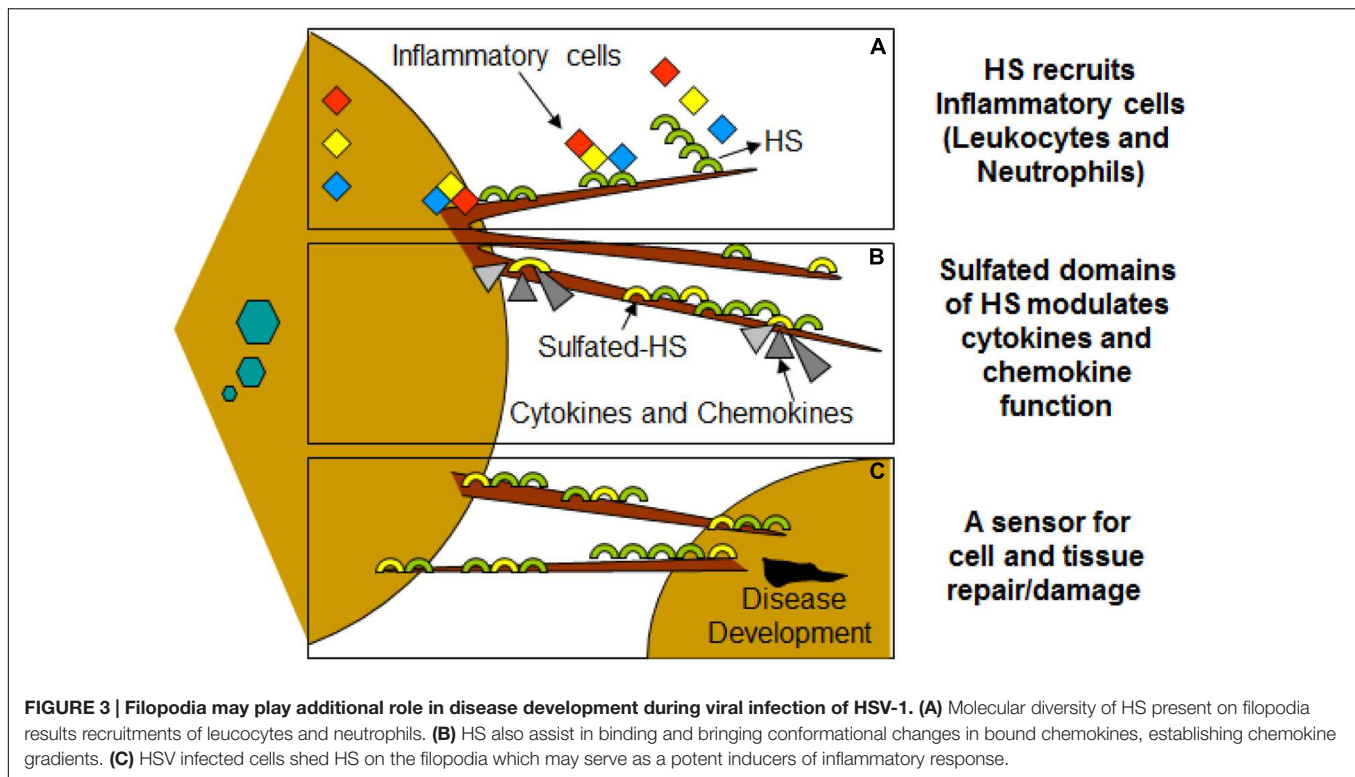 A
Inflammatory cells
HS
HS recruits
Inflammatory cells
(Leukocytes and
Neutrophils)
B
Sulfated-HS
Cytokines and Chemokines
Sulfated domains
of HS modulates
cytokines and
chemokine
function
C
Disease
Development
A sensor for
cell and tissue
repair/damage
FIGURE 3 | Filopodia may play additional role in disease development during viral infection of HSV-1. (A) Molecular diversity of HS present on filopodia
results recruitments of leucocytes and neutrophils. (B) HS also assist in binding and bringing conformational changes in bound chemokines, establishing chemokine
gradients. (C) HSV infected cells shed HS on the filopodia which may serve as a potent inducers of inflammatory response.